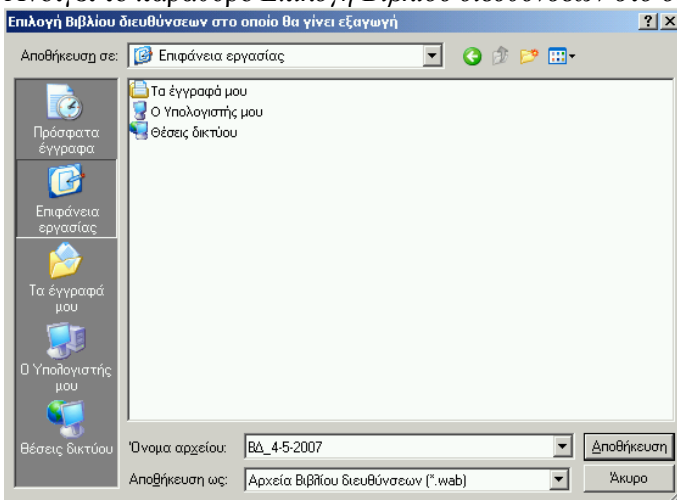 Επιλογή Βιβλίου διευθύνσεων στο οποίο θα γίνει εξαγωγή
Αποθήκευση σε:
Επιφάνεια εργασίας
Τα έγγραφά μου
Ο Υπολογιστής μου
Θέσεις δικτύου
Πρόσφατα
έγγραφα
Επιφάνεια
εργασίας
Τα έγγραφά
μου
Ο Υπολογιστής
μου
Θέσεις δικτύου
Όνομα αρχείου:
ΒΔ_4-5-2007
Αποθήκευση
Αποθήκευση ως:
Αρχεία Βιβλίου διευθύνσεων (*.wab)
Άκυρο